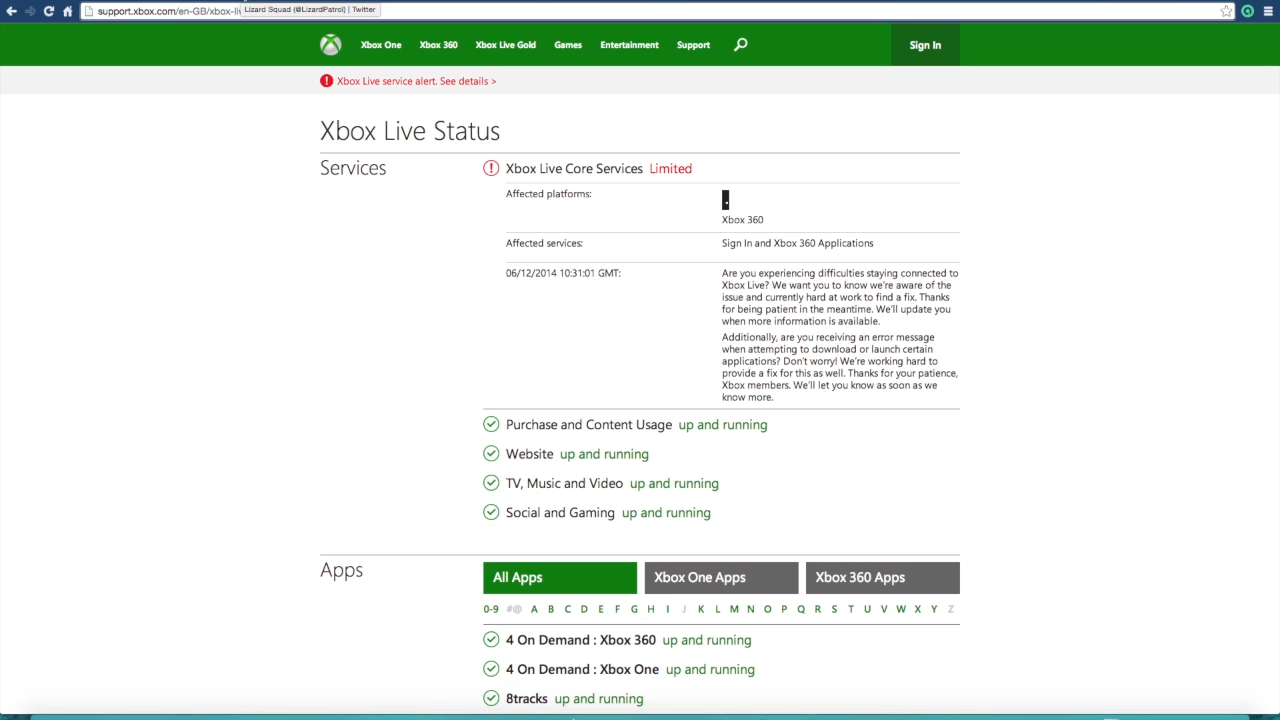 support.xbox.com/en-GB/xbox-li
Lizard Squad (@LizardPatrol) | Twitter
Xbox One Xbox 360 Xbox Live Gold Games Entertainment Support Sign In
Xbox Live service alert. See details >
Xbox Live Status
Services
Xbox Live Core Services Limited
Affected platforms:
Xbox 360
Affected services: Sign In and Xbox 360 Applications
06/12/2014 10:31:01 GMT: Are you experiencing difficulties staying connected to
Xbox Live? We want you to know we're aware of the
issue and currently hard at work to find a fix. Thanks
for being patient in the meantime. We'll update you
when more information is available.
Additionally, are you receiving an error message
when attempting to download or launch certain
applications? Don't worry! We're working hard to
provide a fix for this as well. Thanks for your patience,
Xbox members. We'll let you know as soon as we
know more.
Purchase and Content Usage up and running
Website up and running
TV, Music and Video up and running
Social and Gaming up and running
Apps
All Apps Xbox One Apps Xbox 360 Apps
0-9 #@ A B C D E F G H I J K L M N O P Q R S T U V W X Y Z
4 On Demand : Xbox 360 up and running
4 On Demand : Xbox One up and running
8tracks up and running